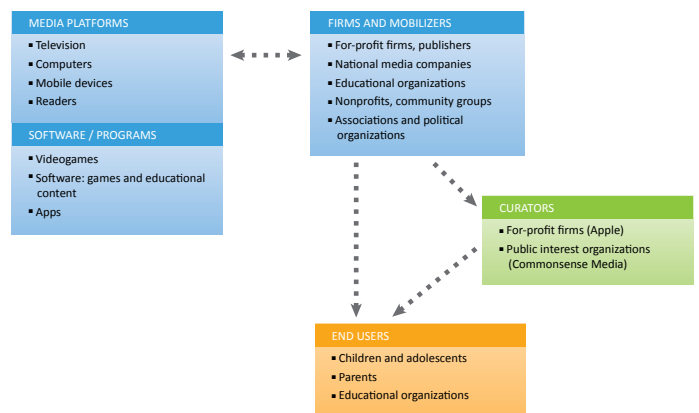 MEDIA PLATFORMS
▪ Television
▪ Computers
▪ Mobile devices
▪ Readers
SOFTWARE / PROGRAMS
▪ Videogames
▪ Software: games and educational
content
▪ Apps
FIRMS AND MOBILIZERS
▪ For-profit firms, publishers
▪ National media companies
▪ Educational organizations
▪ Nonprofits, community groups
▪ Associations and political
organizations
CURATORS
▪ For-profit firms (Apple)
▪ Public interest organizations
(Commonsense Media)
END USERS
▪ Children and adolescents
▪ Parents
▪ Educational organizations